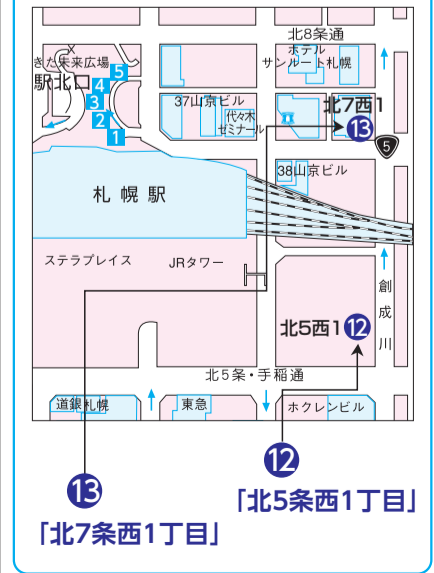 北8条通
ホテル
サンルート札幌
きた未来広場
駅北口
5
4
3
2
1
37山京ビル
代々木
ゼミナール
北7西1
13
5
38山京ビル
札幌駅
ステラプレイス
JRタワー
創成川
北5西1
12
北5条・手稲通
道銀札幌
東急
ホクレンビル
13
「北7条西1丁目」
12
「北5条西1丁目」